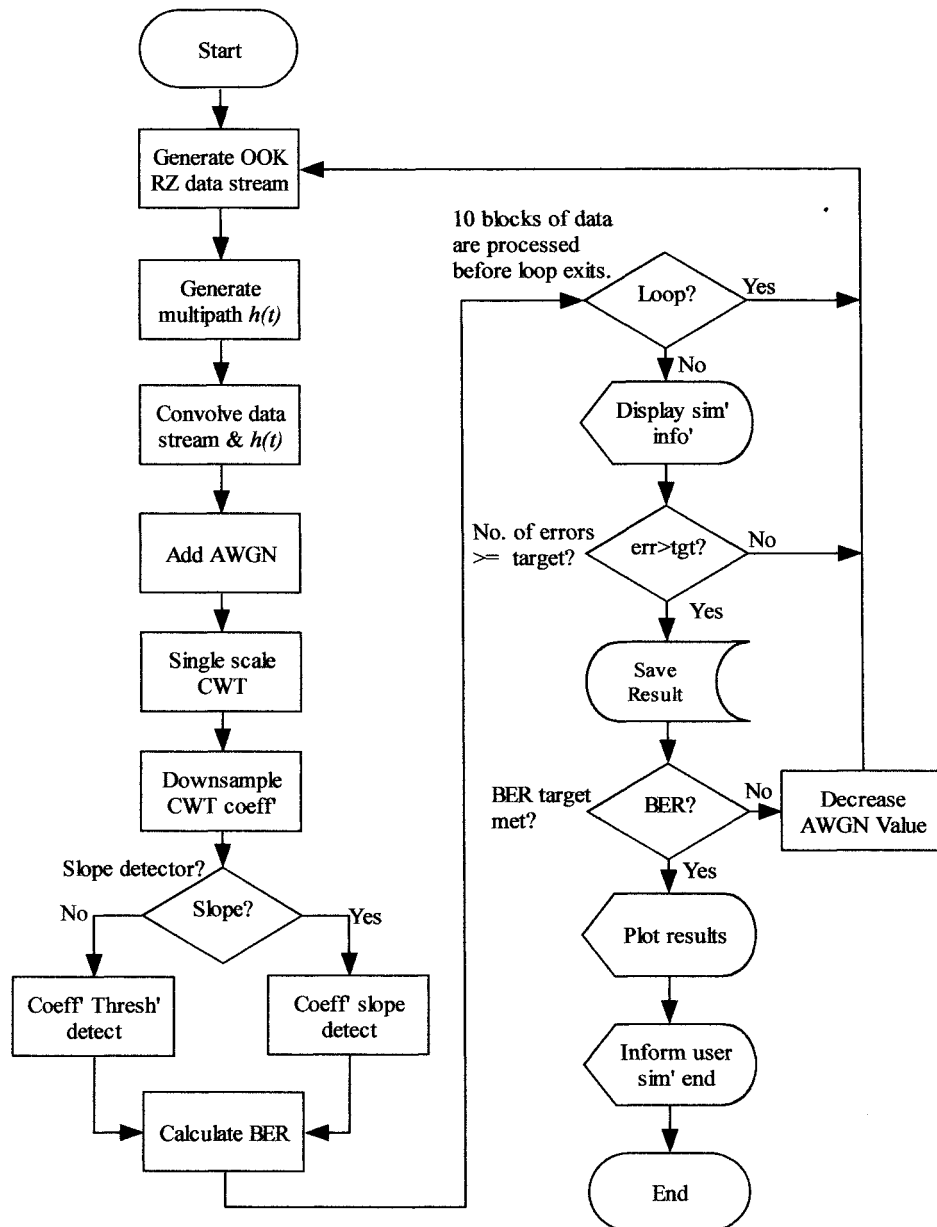 Start
Generate OOK
RZ data stream
Generate
multipath h(t)
Convolve data
stream & h(t)
Add AWGN
Single scale
CWT
Downsample
CWT coeff'
Slope detector?
Slope?
No
Yes
Coeff' Thresh'
detect
Coeff' slope
detect
Calculate BER
10 blocks of data
are processed
before loop exits.
Loop?
Yes
No
Display sim'
info'
No. of errors
>= target?
err>tgt?
No
Yes
Save
Result
BER target
met?
BER?
No
Decrease
AWGN Value
Yes
Plot results
Inform user
sim' end
End